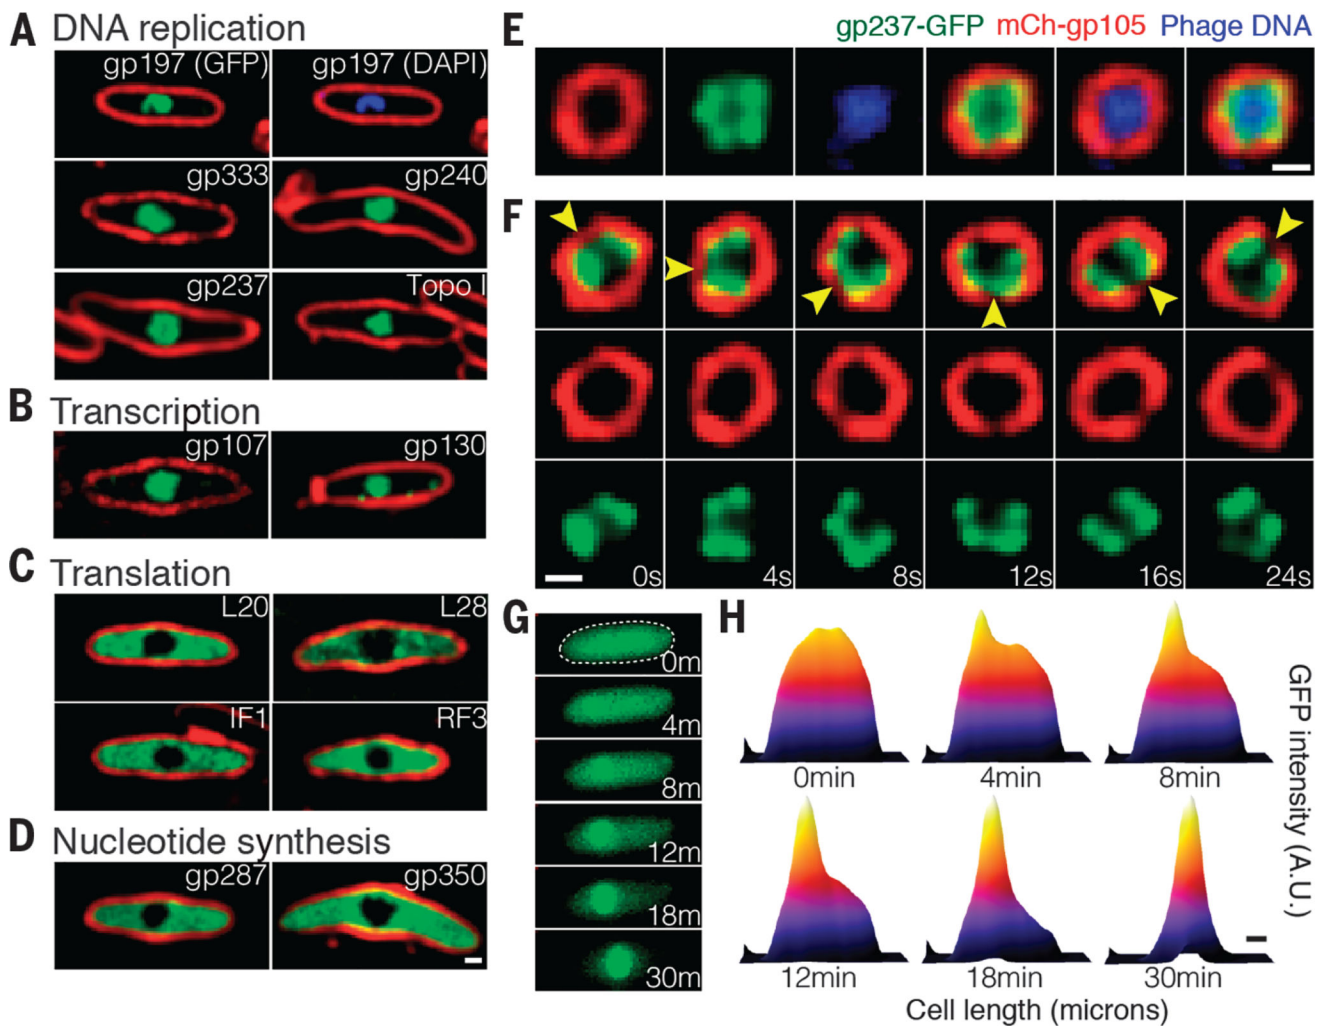 A DNA replication
gp197 (GFP)
gp197 (DAPI)
gp333
gp240
gp237
Topo I
B Transcription
gp107
gp130
C Translation
L20
L28
IF1
RF3
D Nucleotide synthesis
gp287
gp350
E
gp237-GFP mCh-gp105 Phage DNA
F
0s
4s
8s
12s
16s
24s
G
0m
4m
8m
12m
18m
30m
H
0min
4min
8min
12min
18min
30min
Cell length (microns)
GFP intensity (A.U.)